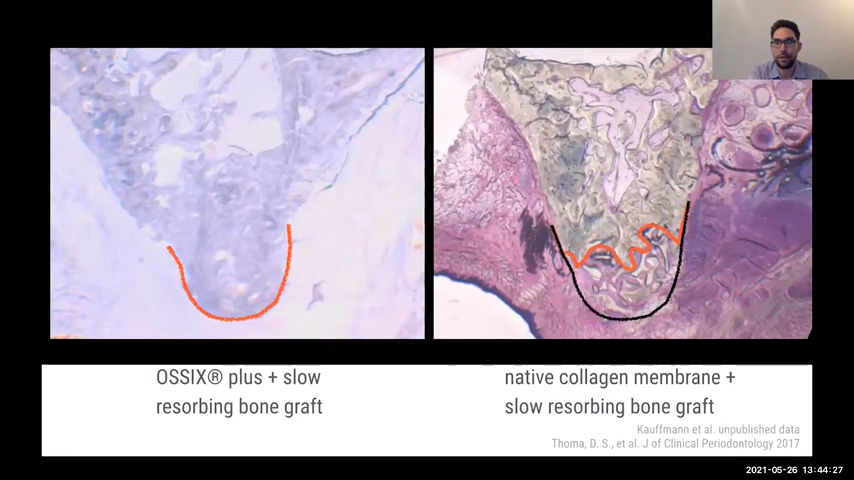 OSSIX® plus + slow
resorbing bone graft
native collagen membrane +
slow resorbing bone graft
Kauffmann et al. unpublished data
Thoma, D. S., et al. J of Clinical Periodontology 2017
2021-05-26 13:44:27